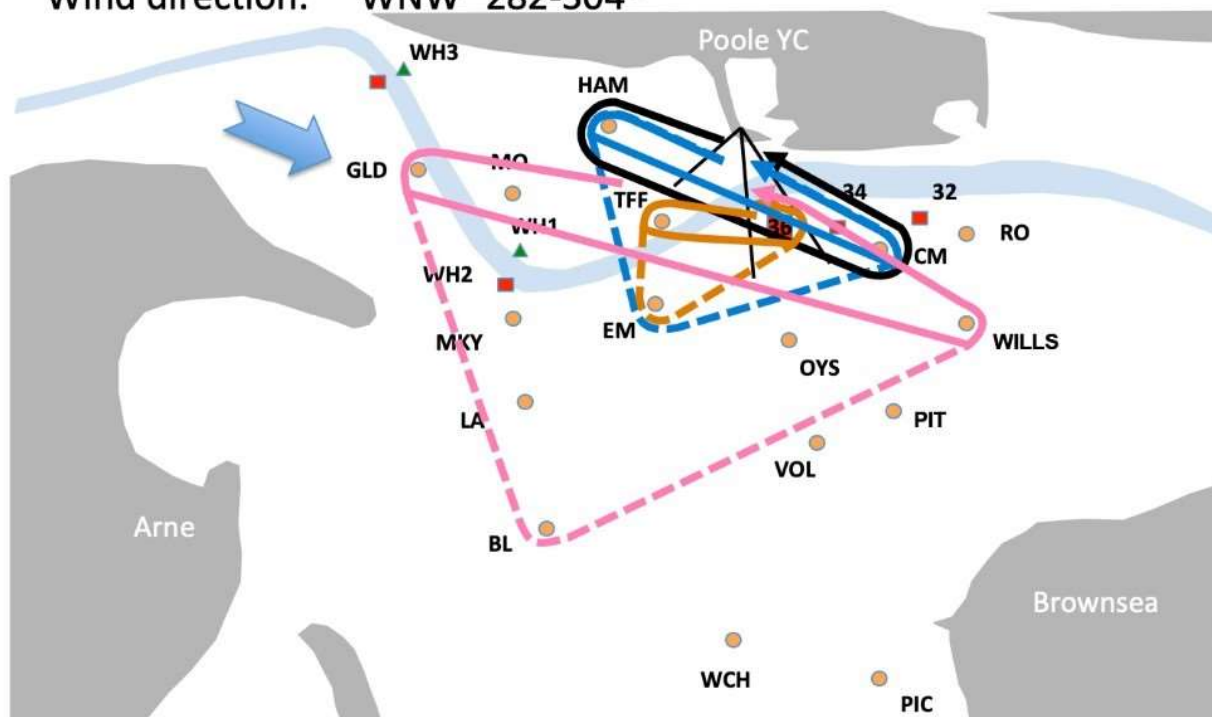 Wind direction: WNW 282-304
Poole YC
WH3
HAM
GLD
MO
TFF
34
32
36
WH1
RO
CM
WH2
EM
MKY
WILLS
OYS
LA
PIT
VOL
Arne
BL
Brownsea
WCH
PIC